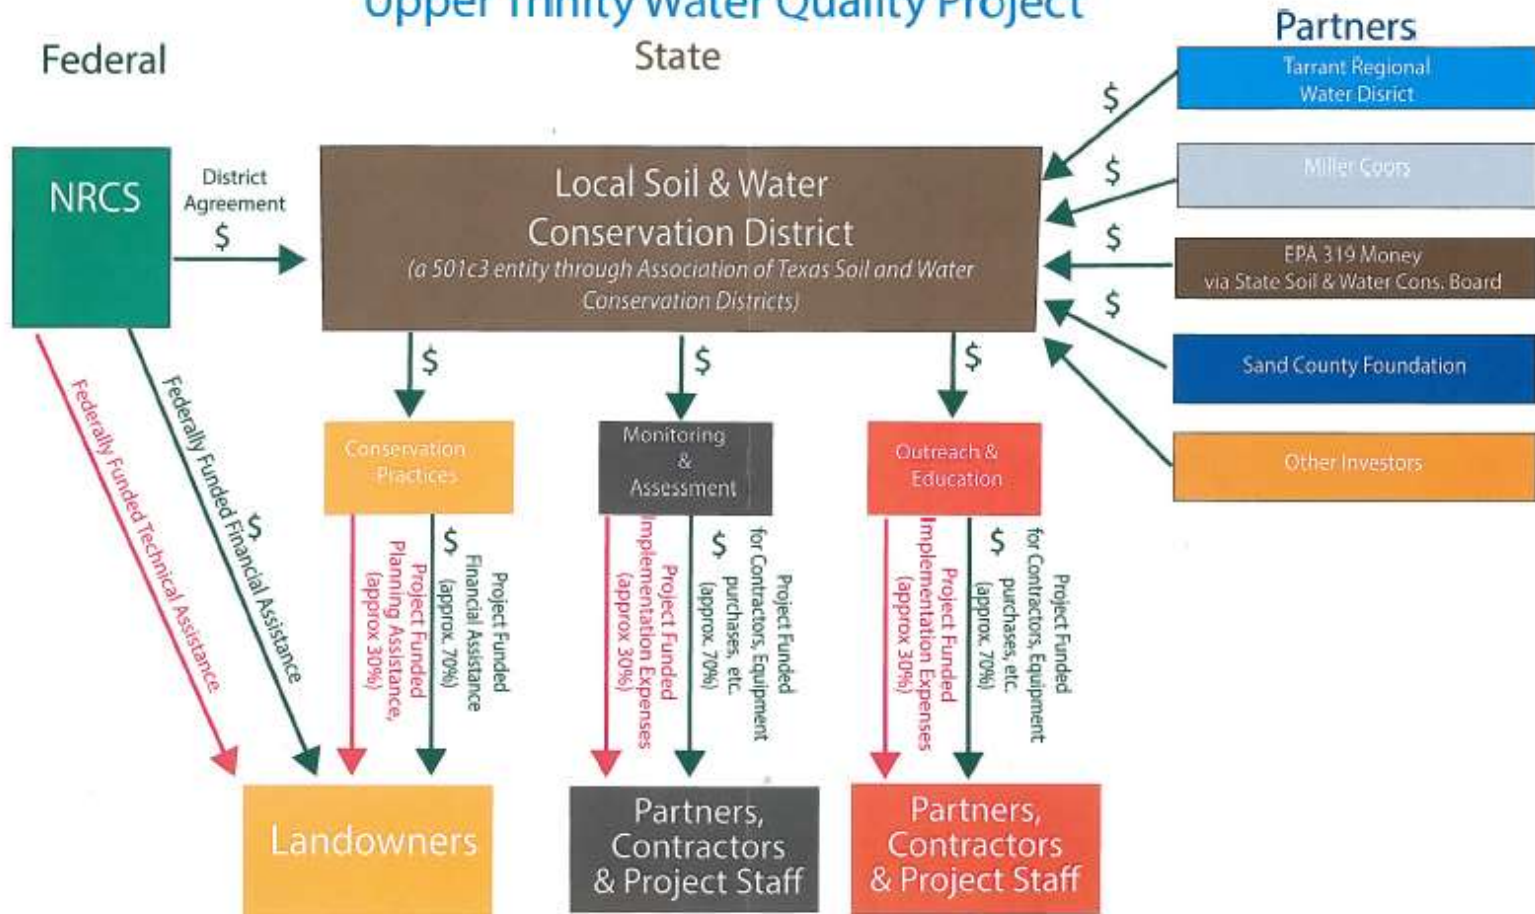 Upper Trinity Water Quality Project
Federal
State
Partners
Tarrant Regional
Water Disrict
$
Miller Coors
$
EPA 319 Money
via State Soil & Water Cons. Board
$
Sand County Foundation
$
Other Investors
NRCS
District
Agreement
$
Local Soil & Water
Conservation District
(a 501c3 entity through Association of Texas Soil and Water
Conservation Districts)
$
$
$
Conservation
Practices
Monitoring
&
Assessment
Outreach &
Education
Federally Funded Technical Assistance
Federally Funded Financial Assistance
$
Project Funded
Planning Assistance,
(approx 30%)
Project Funded
Financial Assistance
$ (approx. 70%)
Project Funded
Implementation Expenses
(approx 30%)
Project Funded
for Contractors, Equipment
purchases, etc.
$ (approx. 70%)
Project Funded
Implementation Expenses
(approx 30%)
Project Funded
for Contractors, Equipment
purchases, etc.
$ (approx. 70%)
Landowners
Partners,
Contractors
& Project Staff
Partners,
Contractors
& Project Staff